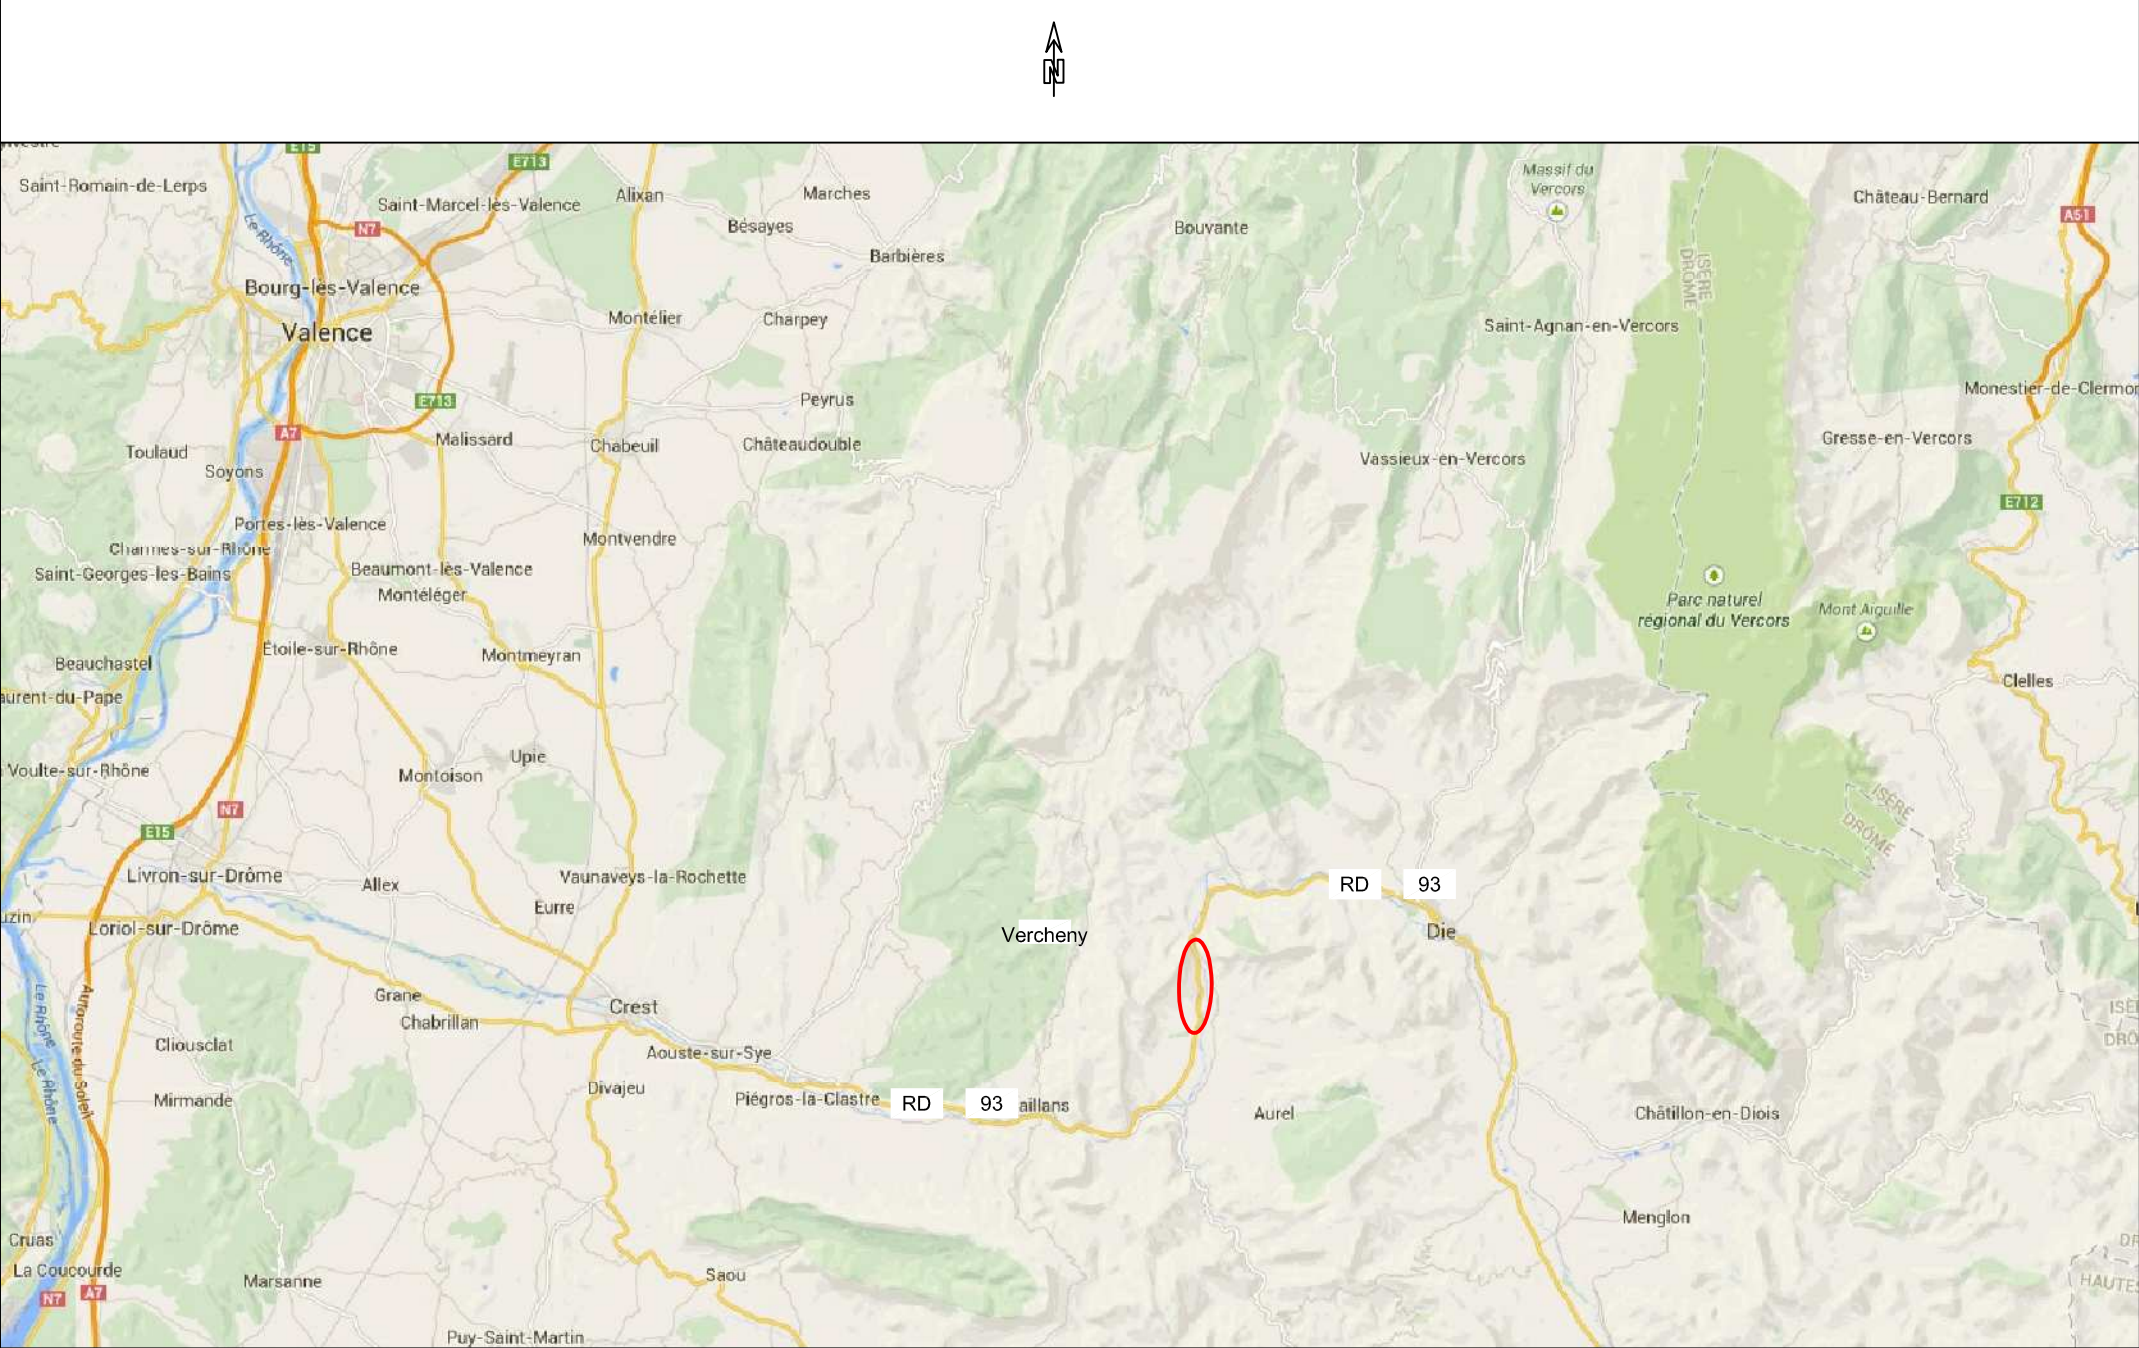 N
E15
E713
Saint-Romain-de-Lerps
Saint-Marcel-lès-Valence
Alixan
Marches
Massif du
Vercors
Château-Bernard
A51
Le Rhône
N7
Bésayes
Bouvante
Barbières
ISÈRE
DRÔME
Bourg-lès-Valence
Valence
Montélier
Charpey
Saint-Agnan-en-Vercors
E713
Peyrus
A7
Malissard
Chabeuil
Châteaudouble
Toulaud
Soyons
Vassieux-en-Vercors
Gresse-en-Vercors
Monestier-de-Clermon
E712
Portes-lès-Valence
Montvendre
Charmes-sur-Rhône
Saint-Georges-les-Bains
Beaumont-lès-Valence
Montéléger
Parc naturel
régional du Vercors
Mont Aiguille
Étoile-sur-Rhône
Montmeyran
Beauchastel
aurent-du-Pape
Clelles
Upie
Voulte-sur-Rhône
Montoison
N7
E15
ISÈRE
DRÔME
Livron-sur-Drôme
Allex
Vaunaveys-la-Rochette
Eurre
RD 93
uzin
Loriol-sur-Drôme
Vercheny
Die
Le Rhône
Autoroute du Soleil
Grane
Chabrillan
Crest
ISÈ
DRÔ
Cliousclat
Aouste-sur-Sye
Le Rhône
Mirmande
Divajeu
Piégros-la-Clastre
RD 93
aillans
Aurel
Châtillon-en-Diois
Menglon
Cruas
La Coucourde
Marsanne
Saou
DR
HAUTES
N7
A7
Puy-Saint-Martin